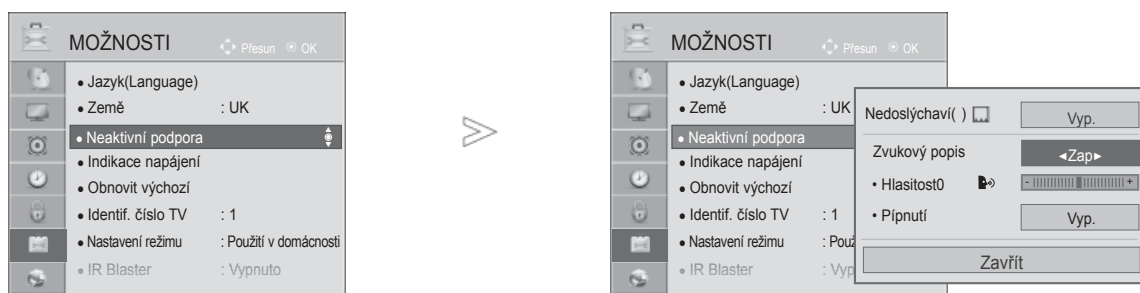 MOŽNOSTI
Přesun OK
• Jazyk(Language)
• Země : UK
• Neaktivní podpora
• Indikace napájení
• Obnovit výchozí
• Identif. číslo TV : 1
• Nastavení režimu : Použití v domácnosti
• IR Blaster : Vypnuto
MOŽNOSTI
Přesun OK
• Jazyk(Language)
• Země : UK
• Neaktivní podpora
• Indikace napájení
• Obnovit výchozí
• Identif. číslo TV : 1
• Nastavení režimu : Použ
• IR Blaster : Vyp
Nedoslýchaví( ) Vyp.
Zvukový popis ◄Zap►
• Hlasitost0 - +
• Pípnutí Vyp.
Zavřít